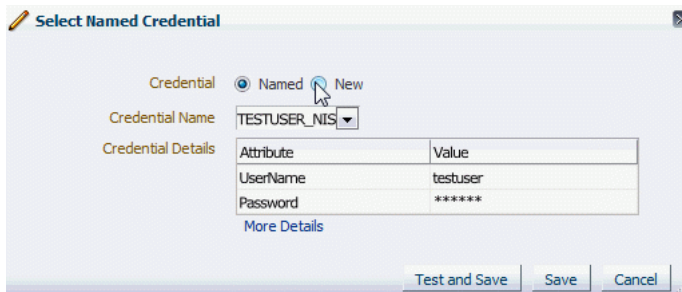 Select Named Credential
Credential Named New
Credential Name TESTUSER_NIS
Credential Details Attribute Value
UserName testuser
Password ******
More Details
Test and Save Save Cancel